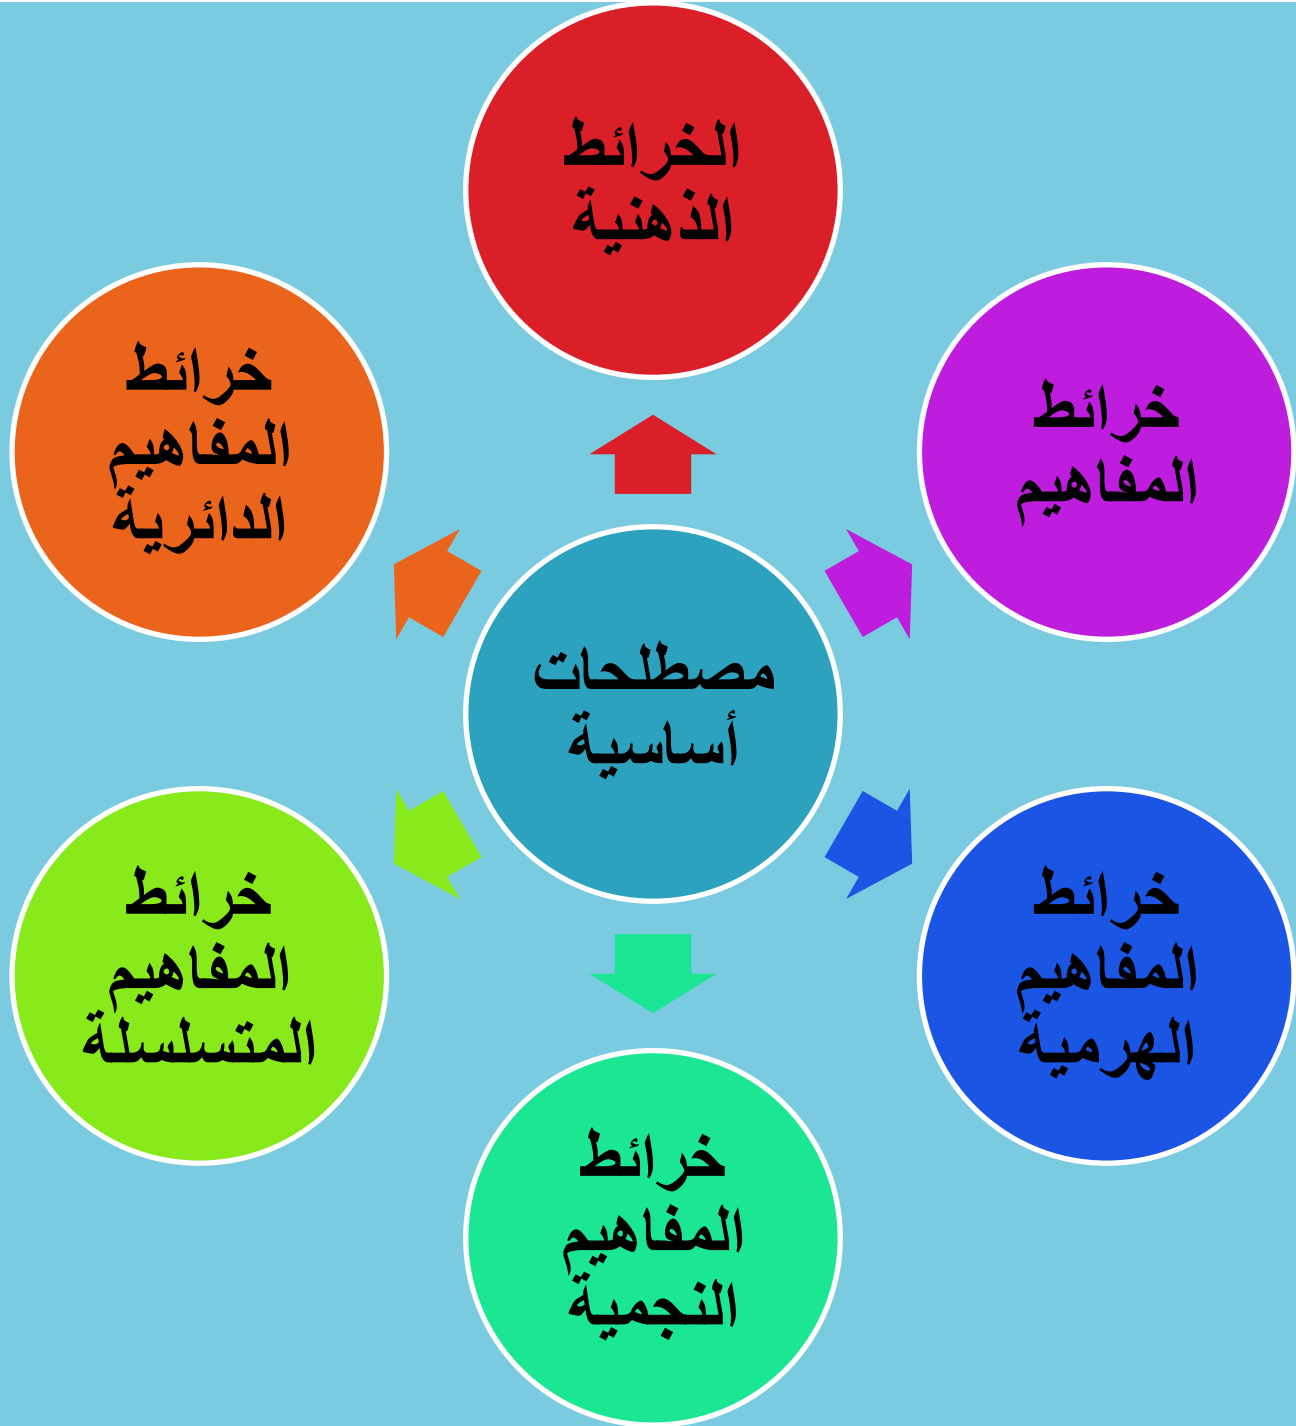 الخرائط
الذهنية
خرائط
المفاهيم
خرائط
المفاهيم
الدائرية
مصطلحات
أساسية
خرائط
المفاهيم
الهرمية
خرائط
المفاهيم
المتسلسلة
خرائط
المفاهيم
النجمية